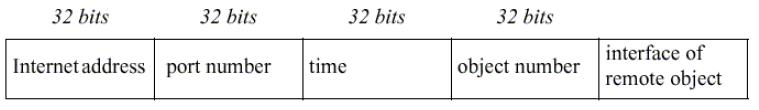 32 bits 32 bits 32 bits 32 bits
Internet address port number time object number interface of
remote object